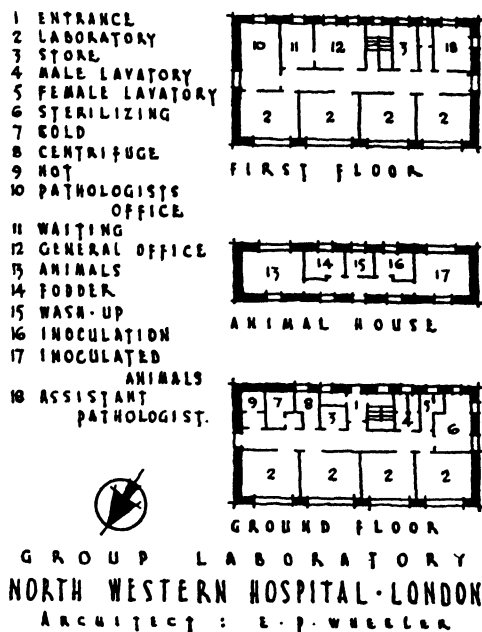 1 ENTRANCE
2 LABORATORY
3 STORE
4 MALE LAVATORY
5 FEMALE LAVATORY
6 STERILIZING
7 COLD
8 CENTRIFUGE
9 HOT
10 PATHOLOGISTS
OFFICE
11 WAITING
12 GENERAL OFFICE
13 ANIMALS
14 FODDER
15 WASH-UP
16 INOCULATION
17 INOCULATED
ANIMALS
18 ASSISTANT
PATHOLOGIST.
10 11 12 3 18
2 2 2 2
FIRST FLOOR
13 14 15 16 17
ANIMAL HOUSE
9 7 8 3 1 4 5 6
2 2 2 2
GROUND FLOOR
GROUP LABORATORY
NORTH WESTERN HOSPITAL · LONDON
ARCHITECT : E. P. WHEELER